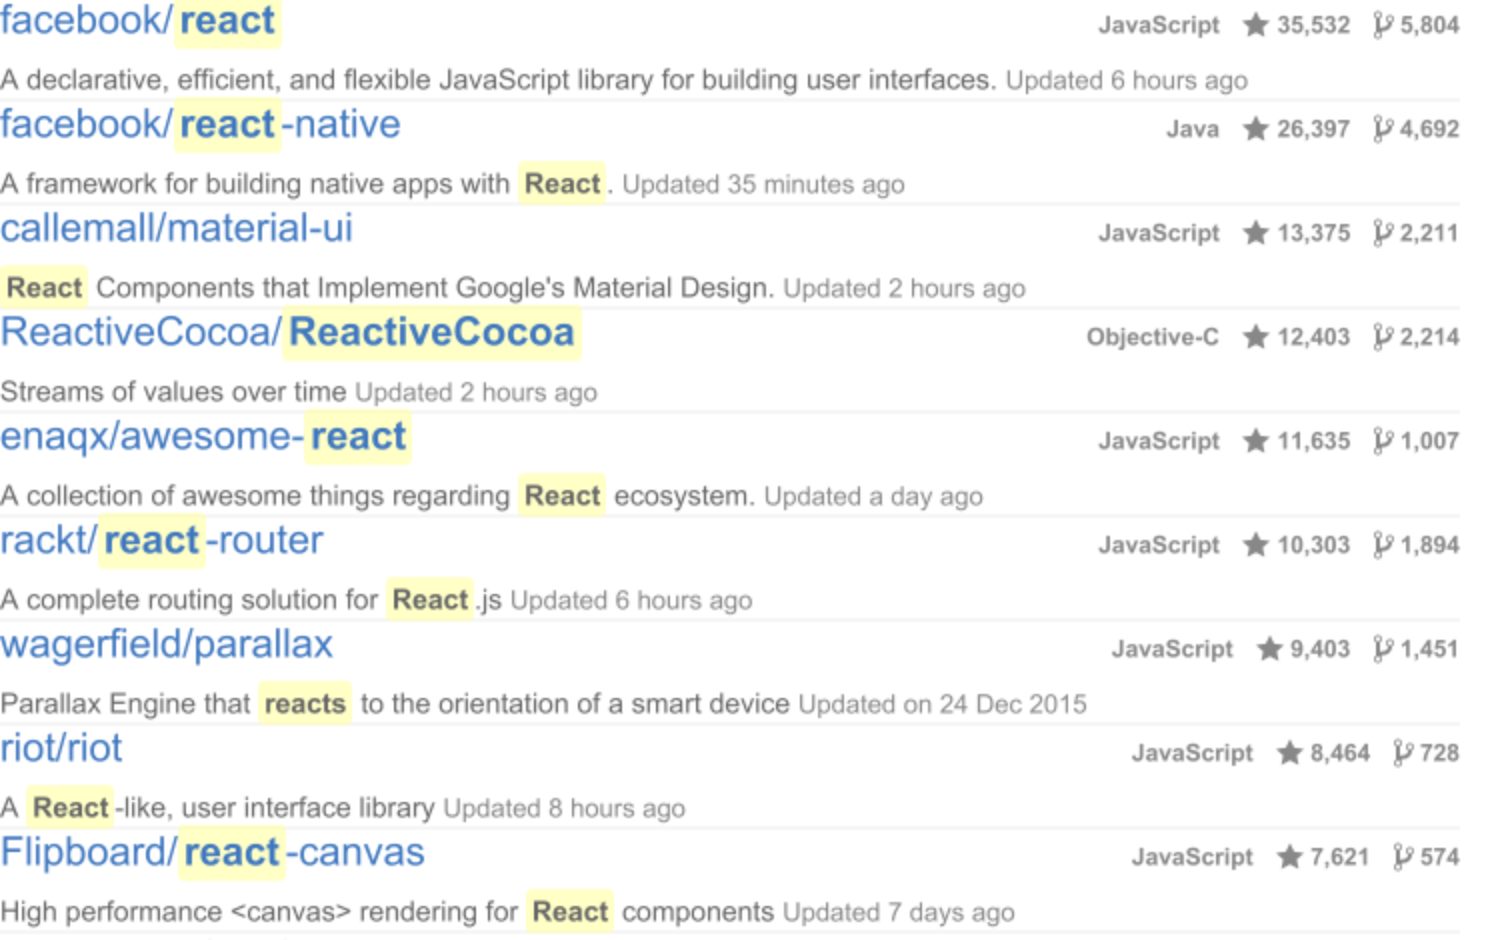 facebook/react JavaScript 35,532 5,804
A declarative, efficient, and flexible JavaScript library for building user interfaces. Updated 6 hours ago
facebook/react-native Java 26,397 4,692
A framework for building native apps with React. Updated 35 minutes ago
callemall/material-ui JavaScript 13,375 2,211
React Components that Implement Google's Material Design. Updated 2 hours ago
ReactiveCocoa/ReactiveCocoa Objective-C 12,403 2,214
Streams of values over time Updated 2 hours ago
enaqx/awesome-react JavaScript 11,635 1,007
A collection of awesome things regarding React ecosystem. Updated a day ago
rackt/react-router JavaScript 10,303 1,894
A complete routing solution for React.js Updated 6 hours ago
wagerfield/parallax JavaScript 9,403 1,451
Parallax Engine that reacts to the orientation of a smart device Updated on 24 Dec 2015
riot/riot JavaScript 8,464 728
A React-like, user interface library Updated 8 hours ago
Flipboard/react-canvas JavaScript 7,621 574
High performance <canvas> rendering for React components Updated 7 days ago